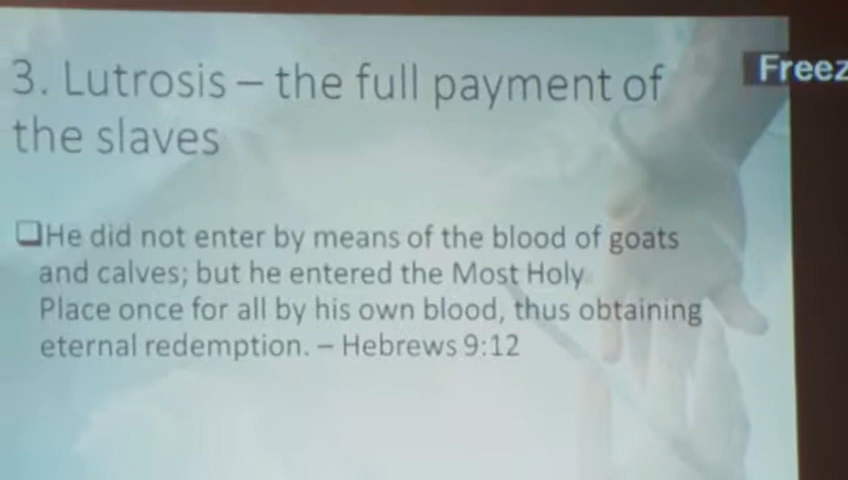 3. Lutrosis – the full payment of
the slaves
Freez
❑He did not enter by means of the blood of goats
and calves; but he entered the Most Holy
Place once for all by his own blood, thus obtaining
eternal redemption. – Hebrews 9:12